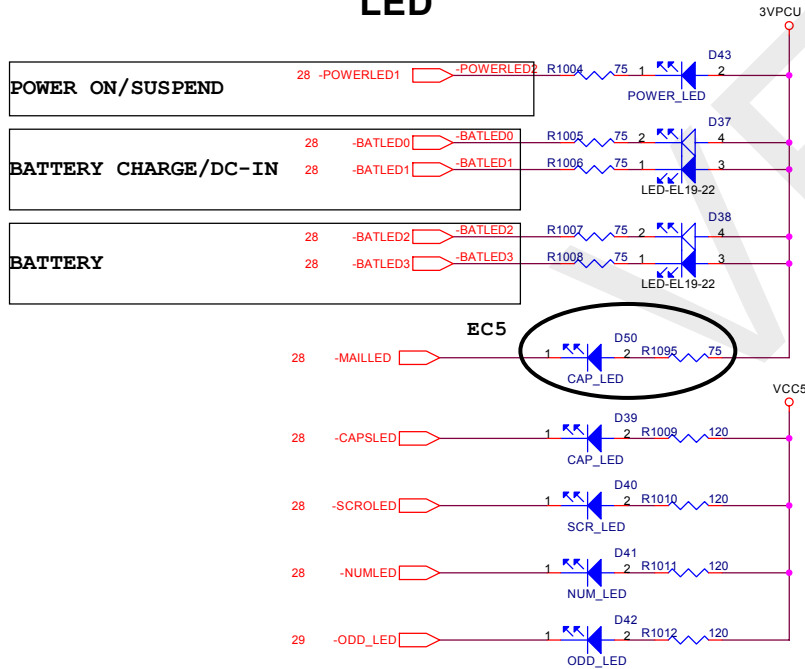 LED
3VPCU
POWER ON/SUSPEND
28 -POWERLED1 -POWERLED2 R1004 75 1 D43 2
POWER_LED
BATTERY CHARGE/DC-IN
28 -BATLED0 -BATLED0 R1005 75 2 D37 4
28 -BATLED1 -BATLED1 R1006 75 1 3
LED-EL19-22
BATTERY
28 -BATLED2 -BATLED2 R1007 75 2 D38 4
28 -BATLED3 -BATLED3 R1008 75 1 3
LED-EL19-22
EC5
28 -MAILLED 1 D50 2 R1095 75
CAP_LED
VCC5
28 -CAPSLED 1 D39 2 R1009 120
CAP_LED
28 -SCROLED 1 D40 2 R1010 120
SCR_LED
28 -NUMLED 1 D41 2 R1011 120
NUM_LED
29 -ODD_LED 1 D42 2 R1012 120
ODD_LED